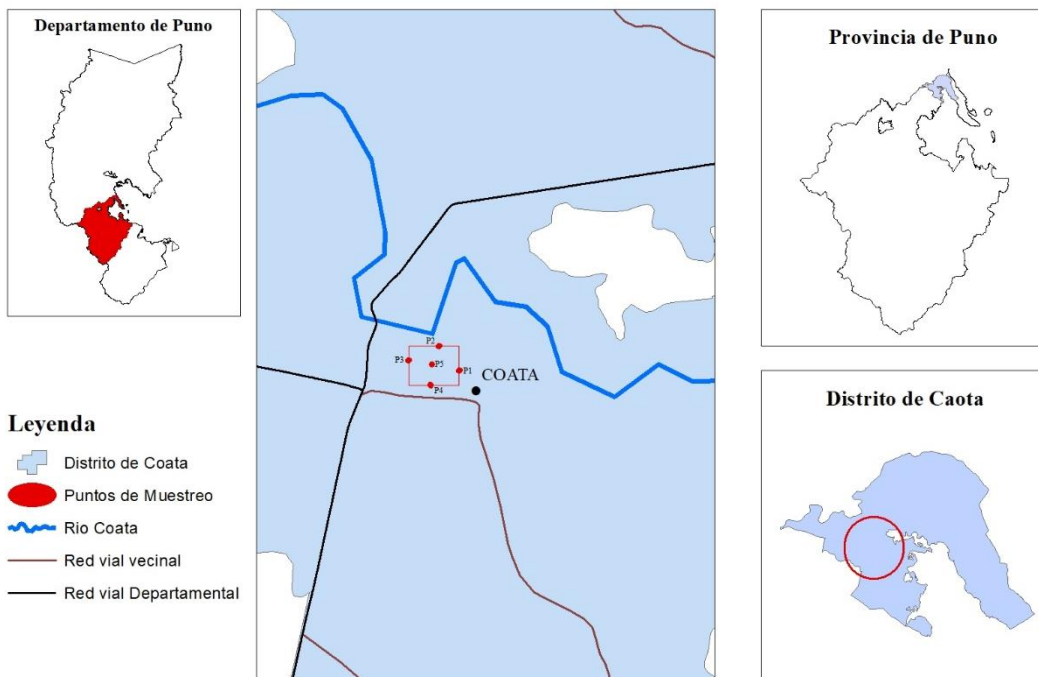 Departamento de Puno
P2
P3
P5
P1
P4
COATA
Leyenda
Distrito de Coata
Puntos de Muestreo
Rio Coata
Red vial vecinal
Red vial Departamental
Provincia de Puno
Distrito de Caota